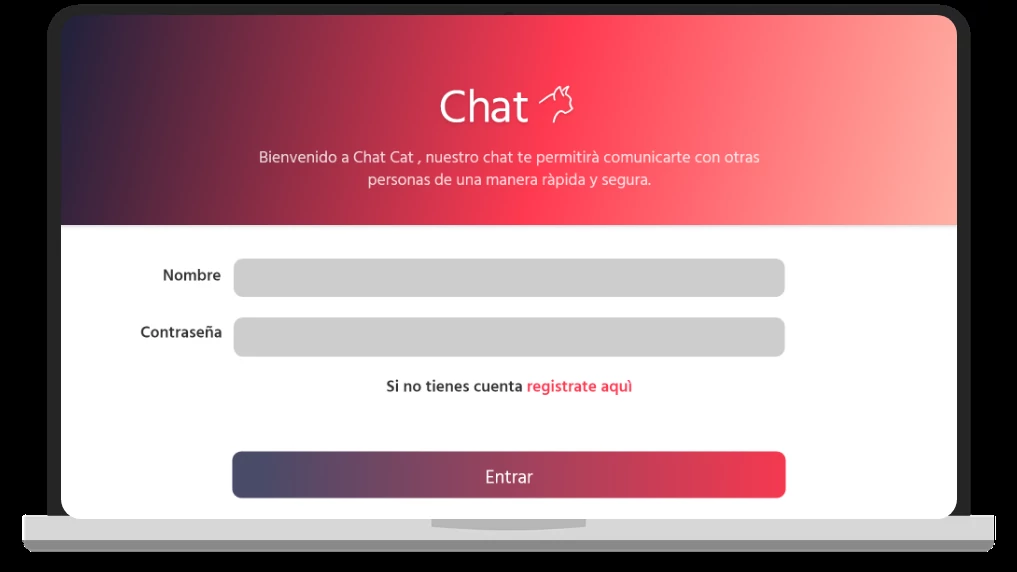 Chat
Bienvenido a Chat Cat , nuestro chat te permitirà comunicarte con otras
personas de una manera ràpida y segura.
Nombre
Contraseña
Si no tienes cuenta registrate aquì
Entrar